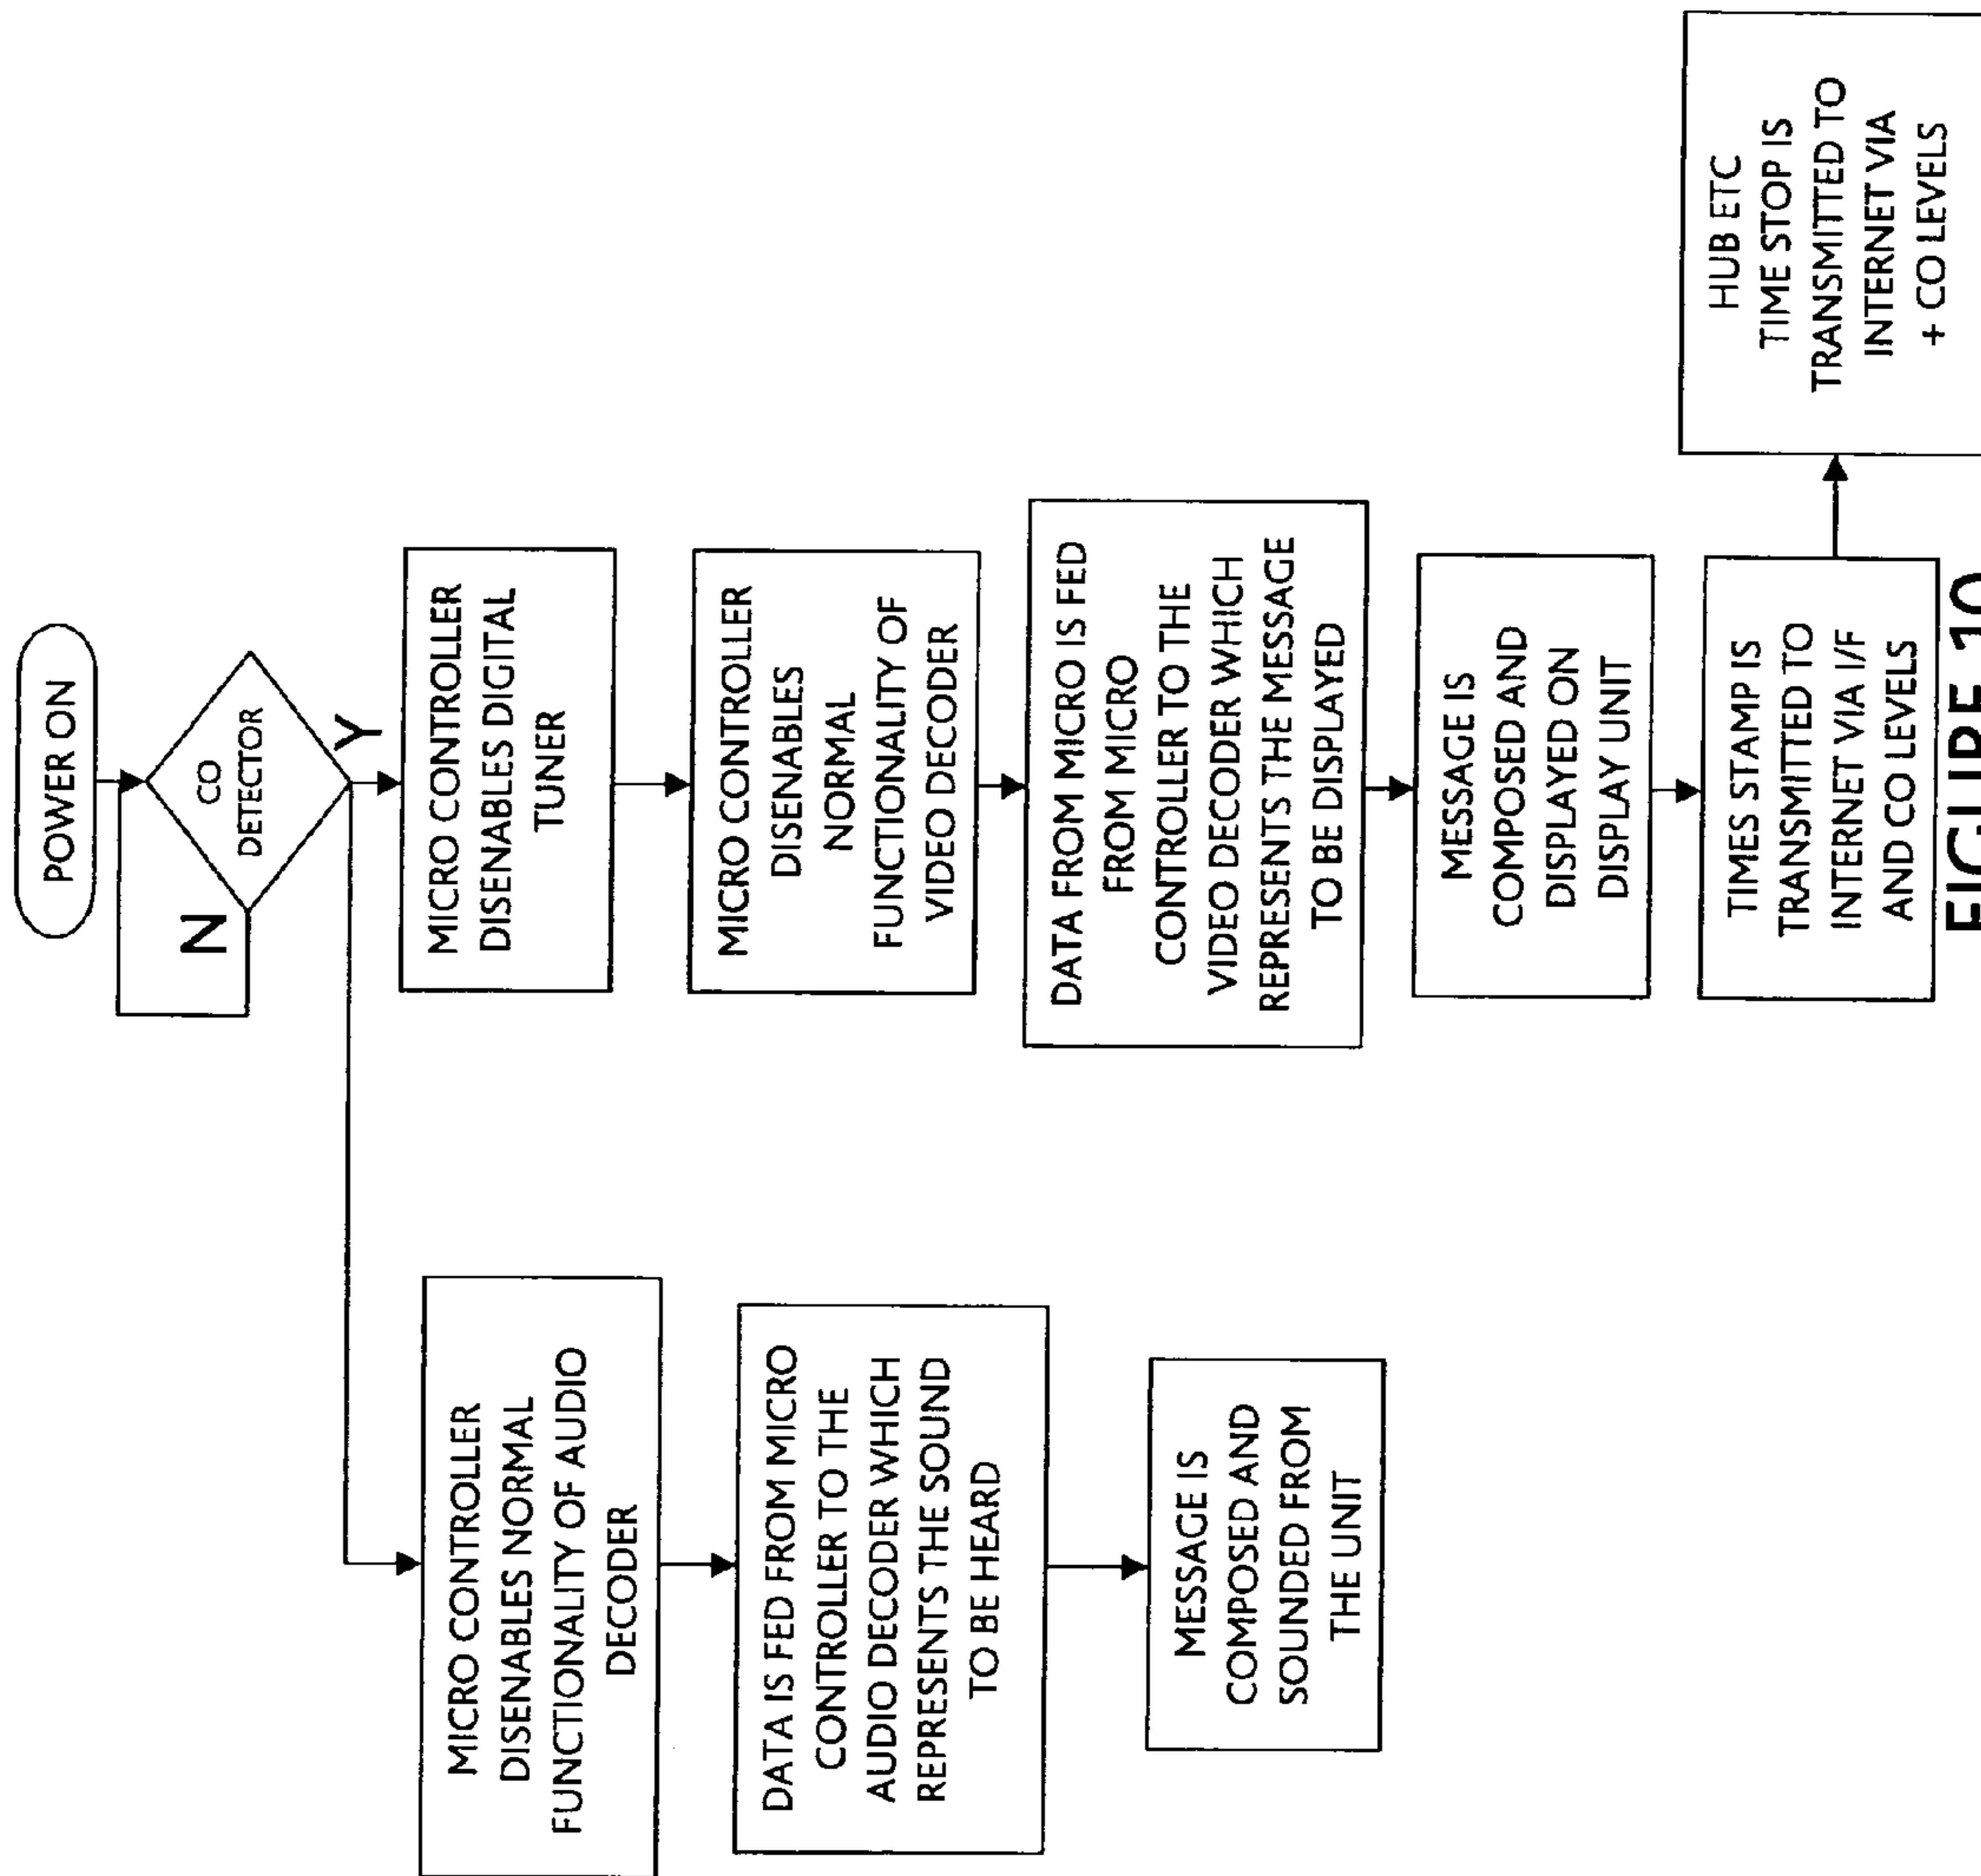 POWER ON
CO
DETECTOR
N
Y
MICRO CONTROLLER
DISENABLES DIGITAL
TUNER
MICRO CONTROLLER
DISENABLES
NORMAL
FUNCTIONALITY OF
VIDEO DECODER
DATA FROM MICRO IS FED
FROM MICRO
CONTROLLER TO THE
VIDEO DECODER WHICH
REPRESENTS THE MESSAGE
TO BE DISPLAYED
MESSAGE IS
COMPOSED AND
DISPLAYED ON
DISPLAY UNIT
TIMES STAMP IS
TRANSMITTED TO
INTERNET VIA I/F
AND CO LEVELS
HUB ETC
TIME STOP IS
TRANSMITTED TO
INTERNET VIA
+ CO LEVELS
MICRO CONTROLLER
DISENABLES NORMAL
FUNCTIONALITY OF AUDIO
DECODER
DATA IS FED FROM MICRO
CONTROLLER TO THE
AUDIO DECODER WHICH
REPRESENTS THE SOUND
TO BE HEARD
MESSAGE IS
COMPOSED AND
SOUNDED FROM
THE UNIT
FIGURE 10